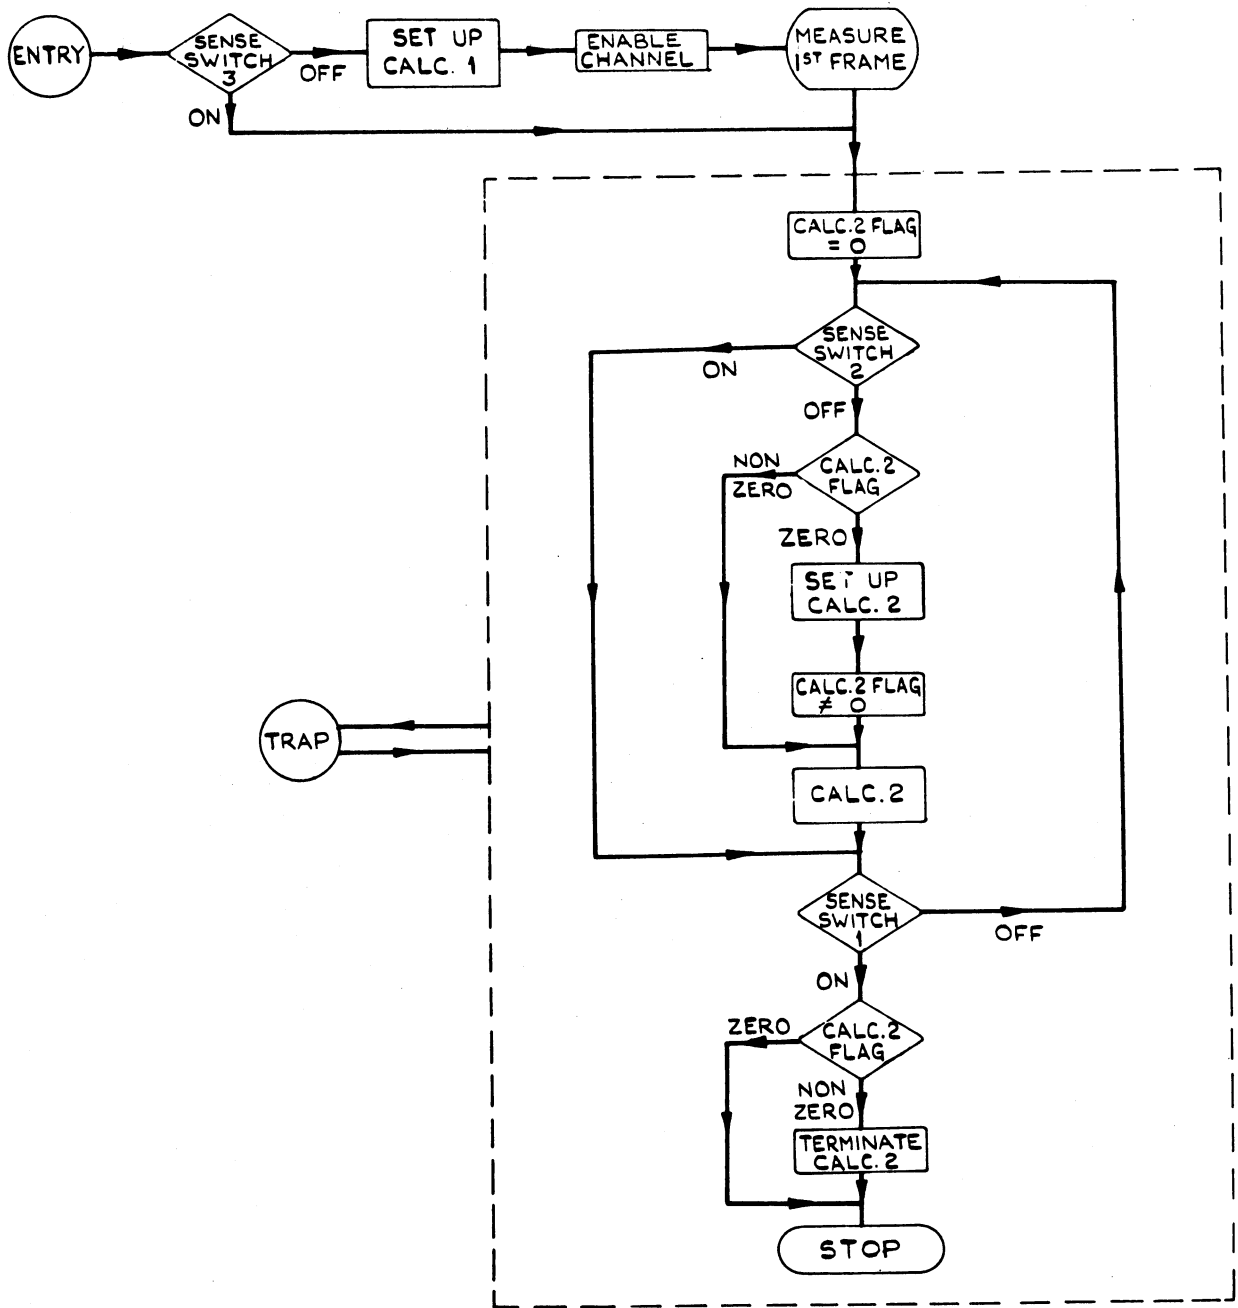 ENTRY
SENSE
SWITCH
3
OFF
ON
SET UP
CALC. 1
ENABLE
CHANNEL
MEASURE
1ST FRAME
CALC.2 FLAG
= 0
SENSE
SWITCH
2
ON
OFF
CALC.2
FLAG
NON
ZERO
ZERO
SET UP
CALC. 2
CALC.2 FLAG
≠ 0
TRAP
CALC.2
SENSE
SWITCH
1
OFF
ON
CALC.2
FLAG
ZERO
NON
ZERO
TERMINATE
CALC. 2
STOP